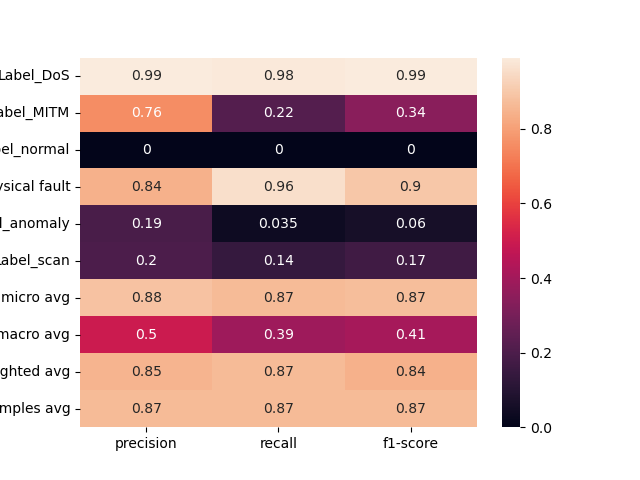 Label_DoS 0.99 0.98 0.99
abel_MITM 0.76 0.22 0.34 0.8
el_normal 0 0 0
ysical fault 0.84 0.96 0.9 0.6
l_anomaly 0.19 0.035 0.06
Label_scan 0.2 0.14 0.17 0.4
micro avg 0.88 0.87 0.87
macro avg 0.5 0.39 0.41 0.2
ghted avg 0.85 0.87 0.84
mples avg 0.87 0.87 0.87 0.0
precision recall f1-score